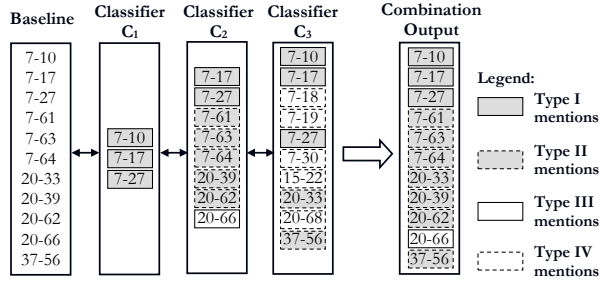 Baseline
Classifier
C1
Classifier
C2
Classifier
C3
Combination
Output
7-10
7-17
7-27
7-61
7-63
7-64
20-33
20-39
20-62
20-66
37-56
7-10
7-17
7-27
7-17
7-27
7-61
7-63
7-64
20-39
20-62
20-66
7-10
7-17
7-18
7-19
7-27
7-30
15-22
20-33
20-68
37-56
7-10
7-17
7-27
7-61
7-63
7-64
20-33
20-39
20-62
20-66
37-56
Legend:
Type I
mentions
Type II
mentions
Type III
mentions
Type IV
mentions